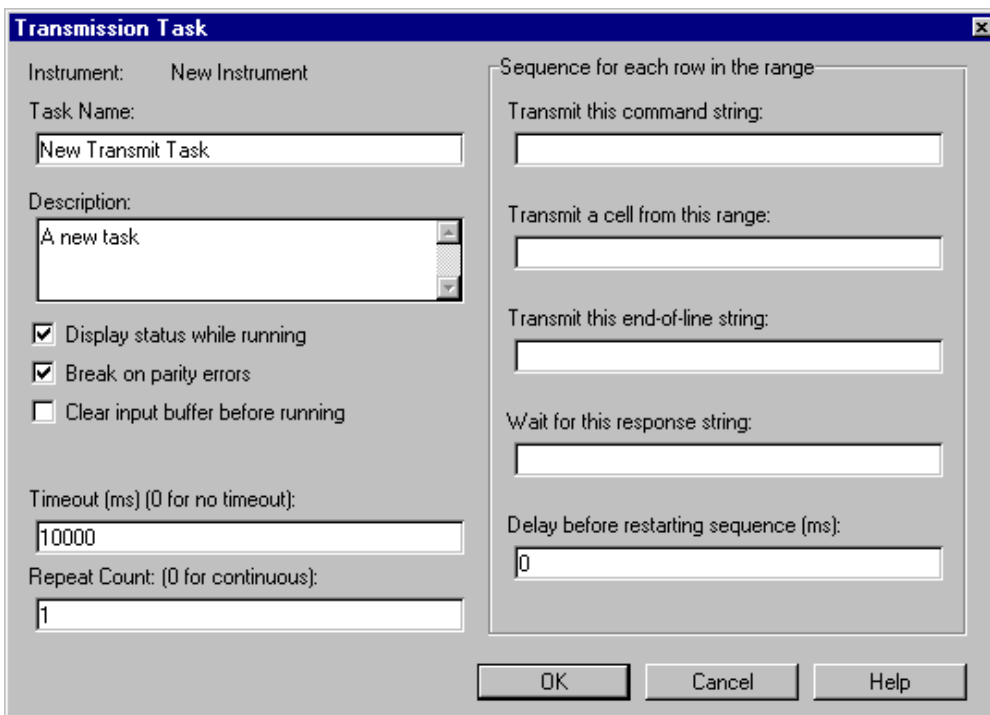 Transmission Task
Instrument: New Instrument
Task Name:
New Transmit Task
Description:
A new task
Display status while running
Break on parity errors
Clear input buffer before running
Timeout (ms) (0 for no timeout):
10000
Repeat Count: (0 for continuous):
1
Sequence for each row in the range
Transmit this command string:
Transmit a cell from this range:
Transmit this end-of-line string:
Wait for this response string:
Delay before restarting sequence (ms):
0
OK Cancel Help